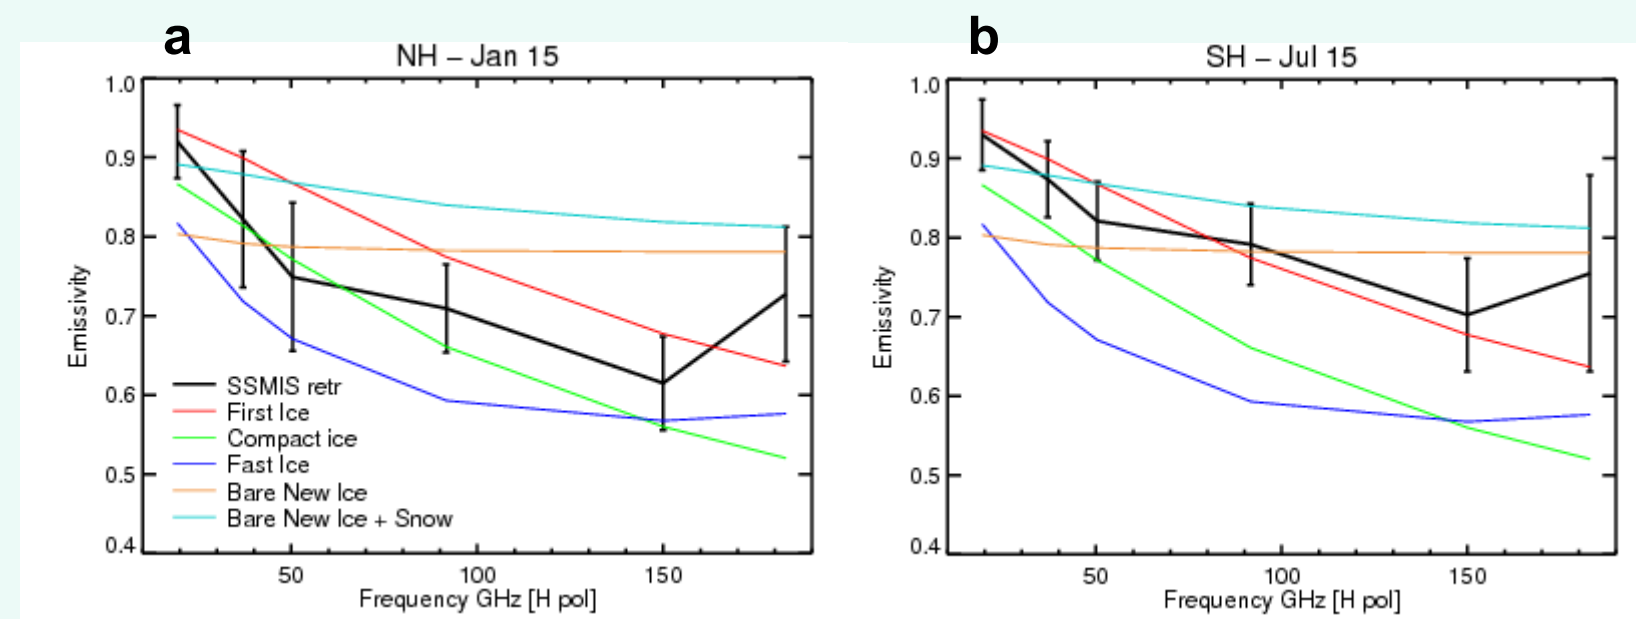 a
NH – Jan 15
1.0
0.9
0.8
0.7
0.6
0.5
0.4
Emissivity
SSMIS retr
First Ice
Compact ice
Fast Ice
Bare New Ice
Bare New Ice + Snow
50 100 150
Frequency GHz [H pol]
b
SH – Jul 15
1.0
0.9
0.8
0.7
0.6
0.5
0.4
Emissivity
50 100 150
Frequency GHz [H pol]